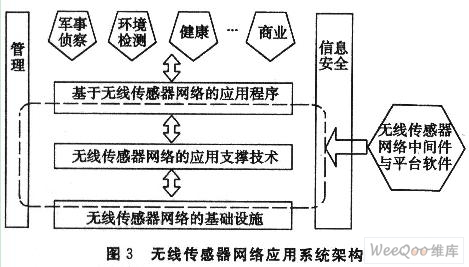 管理
军事
侦察
环境
检测
健康
…
商业
信息
安全
基于无线传感器网络的应用程序
无线传感器网络的应用支撑技术
无线传感器网络的基础设施
无线传感器
网络中间件
与平台软件
图 3 无线传感器网络应用系统架构
WeeQoo维库